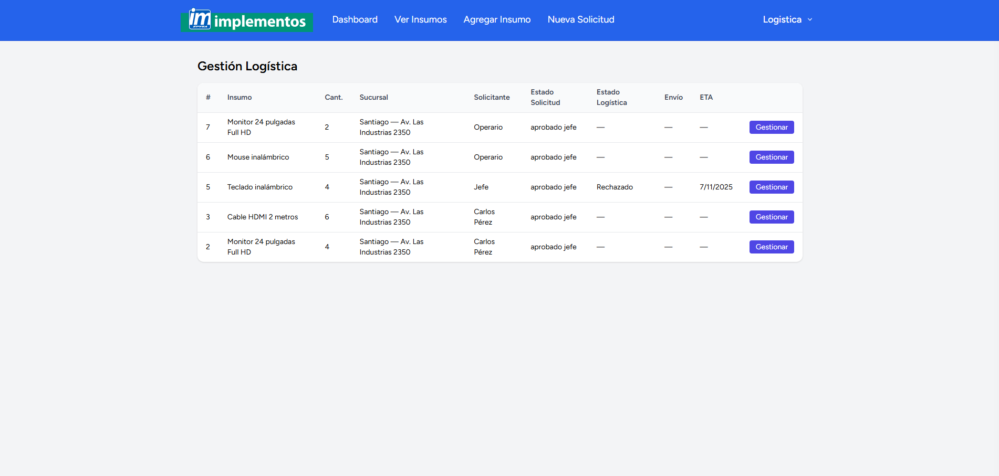 im implementos Dashboard Ver Insumos Agregar Insumo Nueva Solicitud Logistica
EPYSA
Gestión Logística
# Insumo Cant. Sucursal Solicitante Estado Solicitud Estado Logística Envío ETA
7 Monitor 24 pulgadas Full HD 2 Santiago — Av. Las Industrias 2350 Operario aprobado jefe — — — Gestionar
6 Mouse inalámbrico 5 Santiago — Av. Las Industrias 2350 Operario aprobado jefe — — — Gestionar
5 Teclado inalámbrico 4 Santiago — Av. Las Industrias 2350 Jefe aprobado jefe Rechazado — 7/11/2025 Gestionar
3 Cable HDMI 2 metros 6 Santiago — Av. Las Industrias 2350 Carlos Pérez aprobado jefe — — — Gestionar
2 Monitor 24 pulgadas Full HD 4 Santiago — Av. Las Industrias 2350 Carlos Pérez aprobado jefe — — — Gestionar